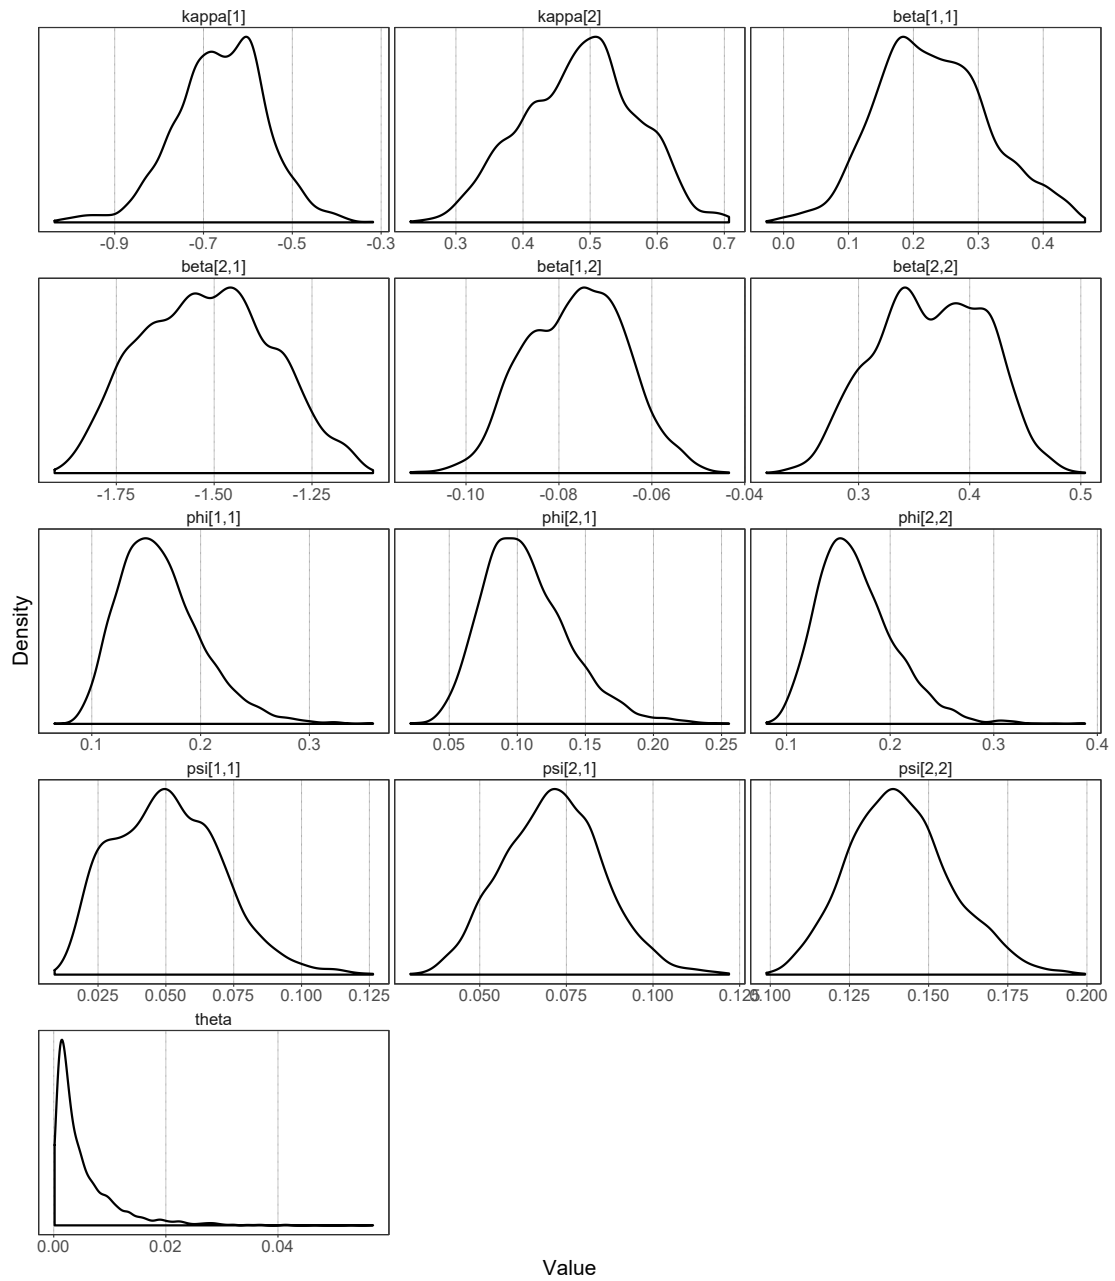 kappa[1] kappa[2] beta[1,1]
-0.9 -0.7 -0.5 -0.3 0.3 0.4 0.5 0.6 0.7 0.0 0.1 0.2 0.3 0.4
beta[2,1] beta[1,2] beta[2,2]
-1.75 -1.50 -1.25 -0.10 -0.08 -0.06 -0.04 0.3 0.4 0.5
phi[1,1] phi[2,1] phi[2,2]
0.1 0.2 0.3 0.05 0.10 0.15 0.20 0.25 0.1 0.2 0.3 0.4
Density
psi[1,1] psi[2,1] psi[2,2]
0.025 0.050 0.075 0.100 0.125 0.050 0.075 0.100 0.125 0.100 0.125 0.150 0.175 0.200
theta
0.00 0.02 0.04
Value